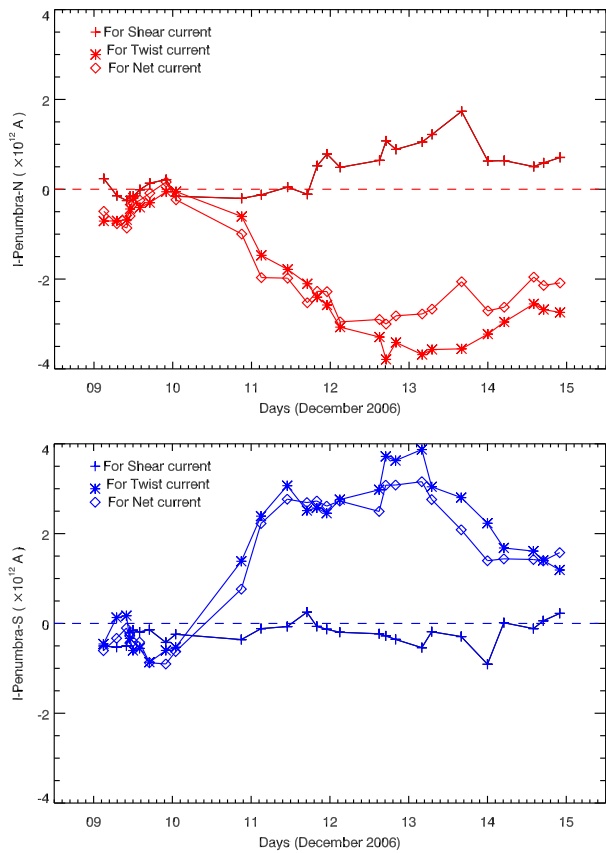 4
2
0
-2
-4
I-Penumbra-N ( ×10¹² A)
For Shear current
For Twist current
For Net current
09 10 11 12 13 14 15
Days (December 2006)
4
2
0
-2
-4
I-Penumbra-S ( ×10¹² A)
For Shear current
For Twist current
For Net current
09 10 11 12 13 14 15
Days (December 2006)